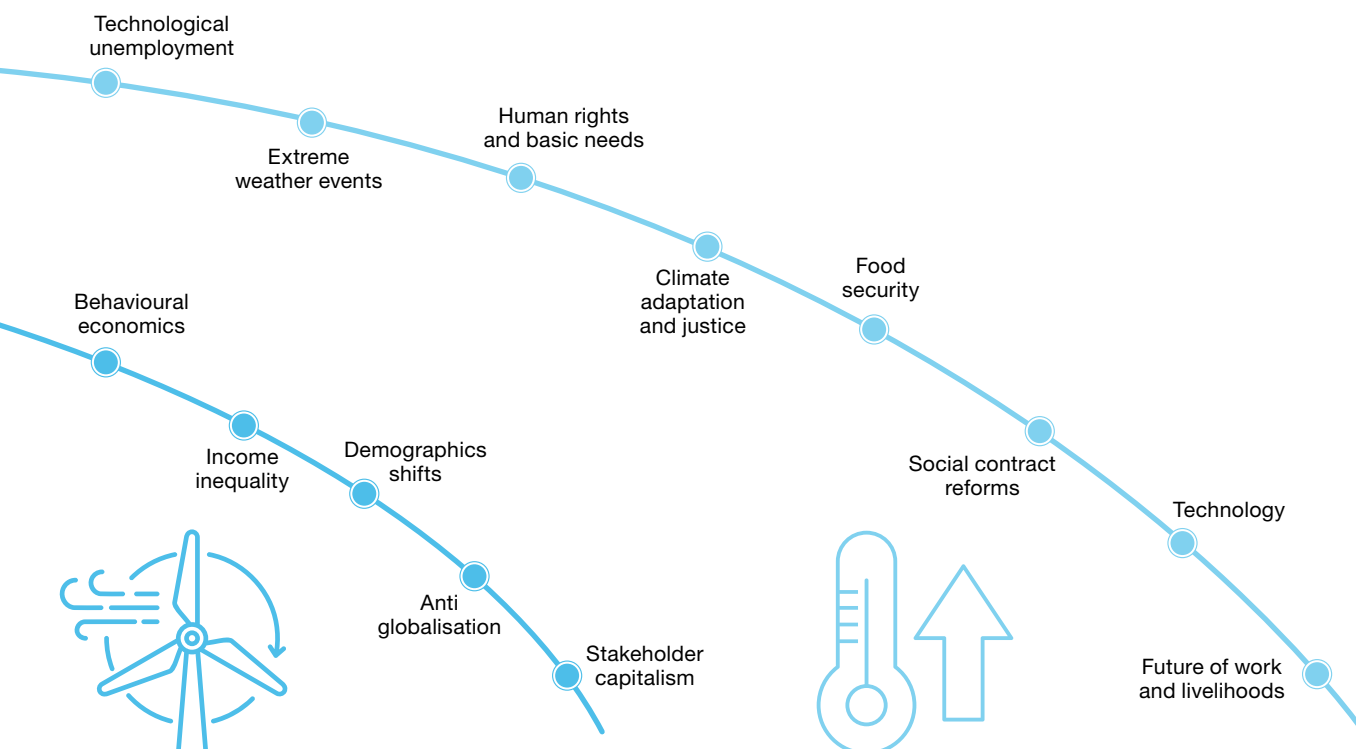 Technological
unemployment
Extreme
weather events
Human rights
and basic needs
Climate
adaptation
and justice
Food
security
Social contract
reforms
Technology
Future of work
and livelihoods
Behavioural
economics
Income
inequality
Demographics
shifts
Anti
globalisation
Stakeholder
capitalism